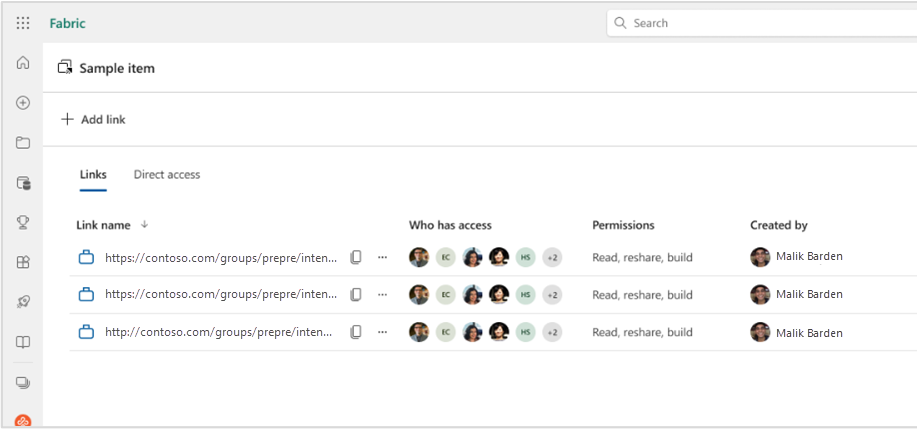 Fabric
Search
Sample item
Add link
Links Direct access
Link name Who has access Permissions Created by
https://contoso.com/groups/prepre/inten... ... EC HS +2 Read, reshare, build Malik Barden
https://contoso.com/groups/prepre/inten... ... EC HS +2 Read, reshare, build Malik Barden
http://contoso.com/groups/prepre/inten... ... EC HS +2 Read, reshare, build Malik Barden